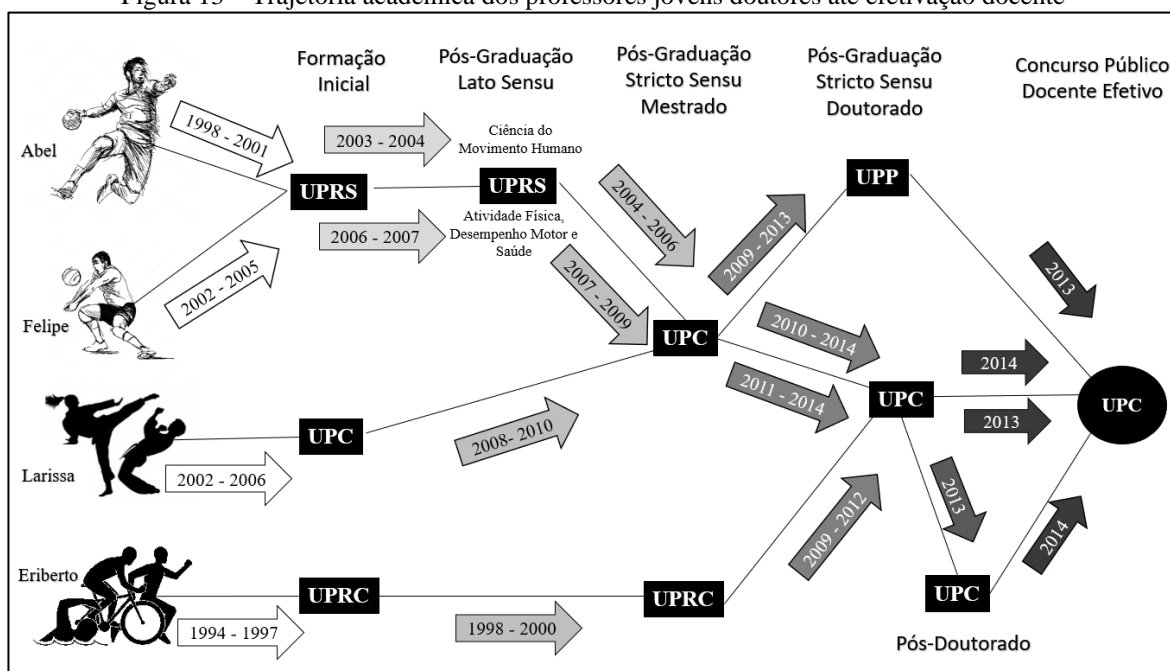 Figura 13 – Trajetória acadêmica dos professores jovens doutores até efetivação docente
Formação
Inicial
Pós-Graduação
Lato Sensu
Pós-Graduação
Stricto Sensu
Mestrado
Pós-Graduação
Stricto Sensu
Doutorado
Concurso Público
Docente Efetivo
Abel
1998 - 2001
2003 - 2004
Ciência do
Movimento Humano
UPRS
UPRS
2006 - 2007
Atividade Física,
Desempenho Motor e
Saúde
2004 - 2006
2009 - 2013
UPP
2013
Felipe
2002 - 2005
2007 - 2009
UPC
2010 - 2014
2011 - 2014
UPC
2014
2013
UPC
Larissa
2002 - 2006
UPC
2008- 2010
Eriberto
1994 - 1997
UPRC
1998 - 2000
UPRC
2009 - 2012
2013
UPC
Pós-Doutorado
2014